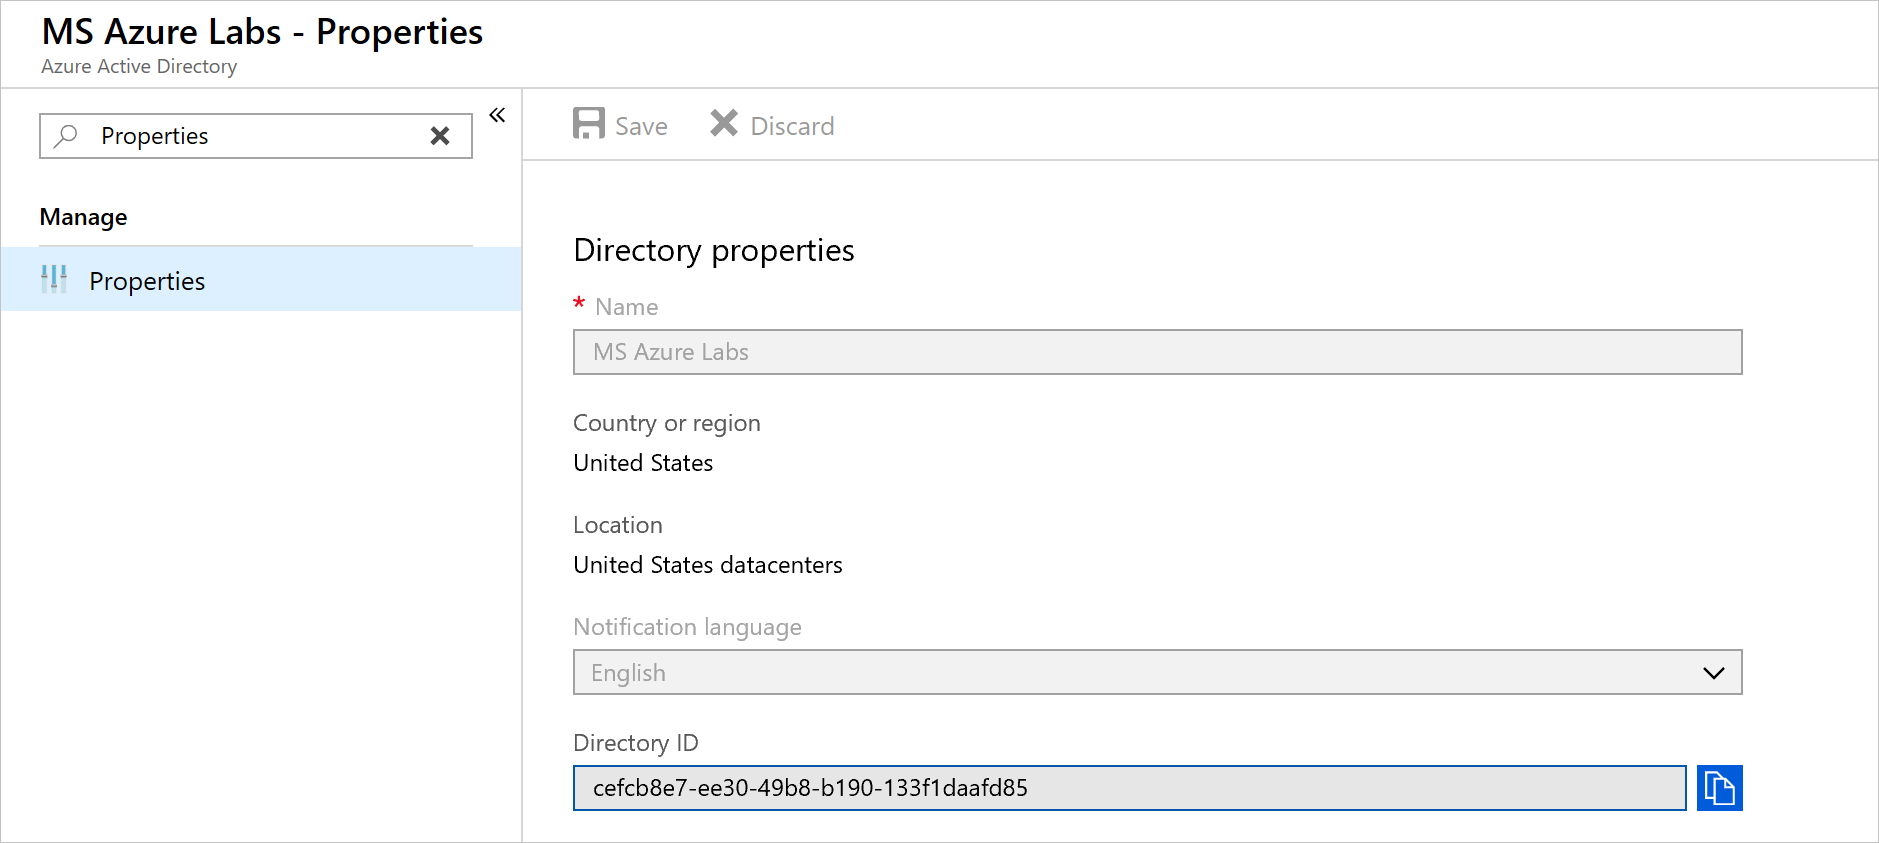 MS Azure Labs - Properties
Azure Active Directory
Properties
Manage
Properties
Save
Discard
Directory properties
* Name
MS Azure Labs
Country or region
United States
Location
United States datacenters
Notification language
English
Directory ID
cefcb8e7-ee30-49b8-b190-133f1daafd85